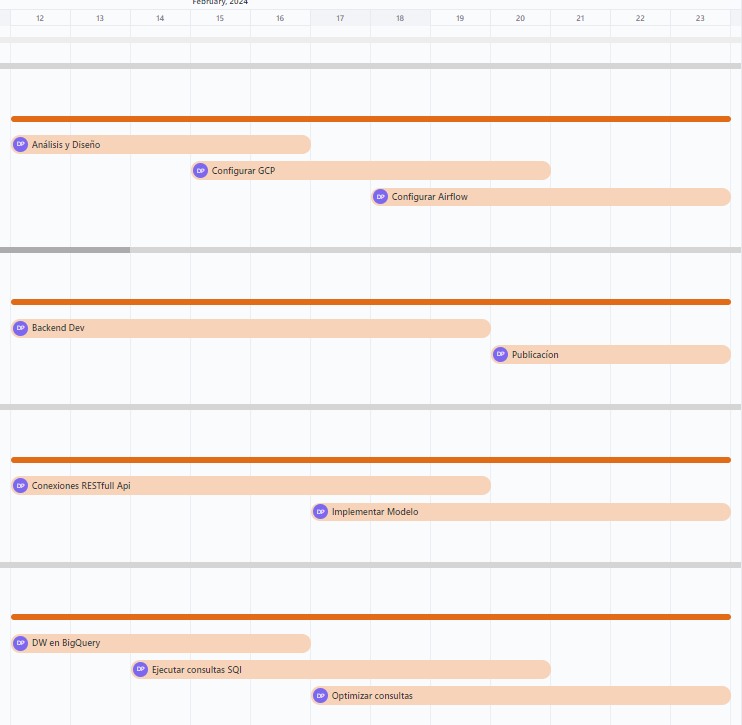 February, 2024
12 13 14 15 16 17 18 19 20 21 22 23
DP Análisis y Diseño
DP Configurar GCP
DP Configurar Airflow
DP Backend Dev
DP Publicacíon
DP Conexiones RESTfull Api
DP Implementar Modelo
DP DW en BigQuery
DP Ejecutar consultas SQl
DP Optimizar consultas